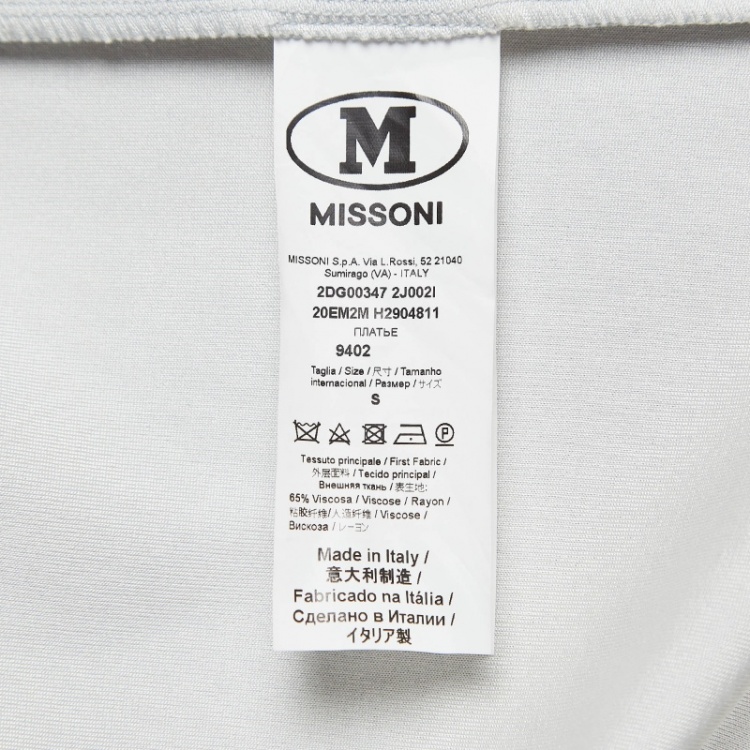 M
MISSONI
MISSONI S.p.A. Via L.Rossi, 52 21040
Sumirago (VA) - ITALY
2DG00347 2J002I
20EM2M H2904811
ПЛАТЬЕ
9402
Taglia / Size / 尺寸 / Tamanho
internacional / Размер / サイズ
S
P
Tessuto principale / First Fabric /
外层面料 / Tecido principal /
Внешняя ткань / 表生地:
65% Viscosa / Viscose / Rayon /
粘胶纤维/人造纤维/ Viscose /
Вискоза / レーヨン
Made in Italy /
意大利制造 /
Fabricado na Itália /
Сделано в Италии /
イタリア製